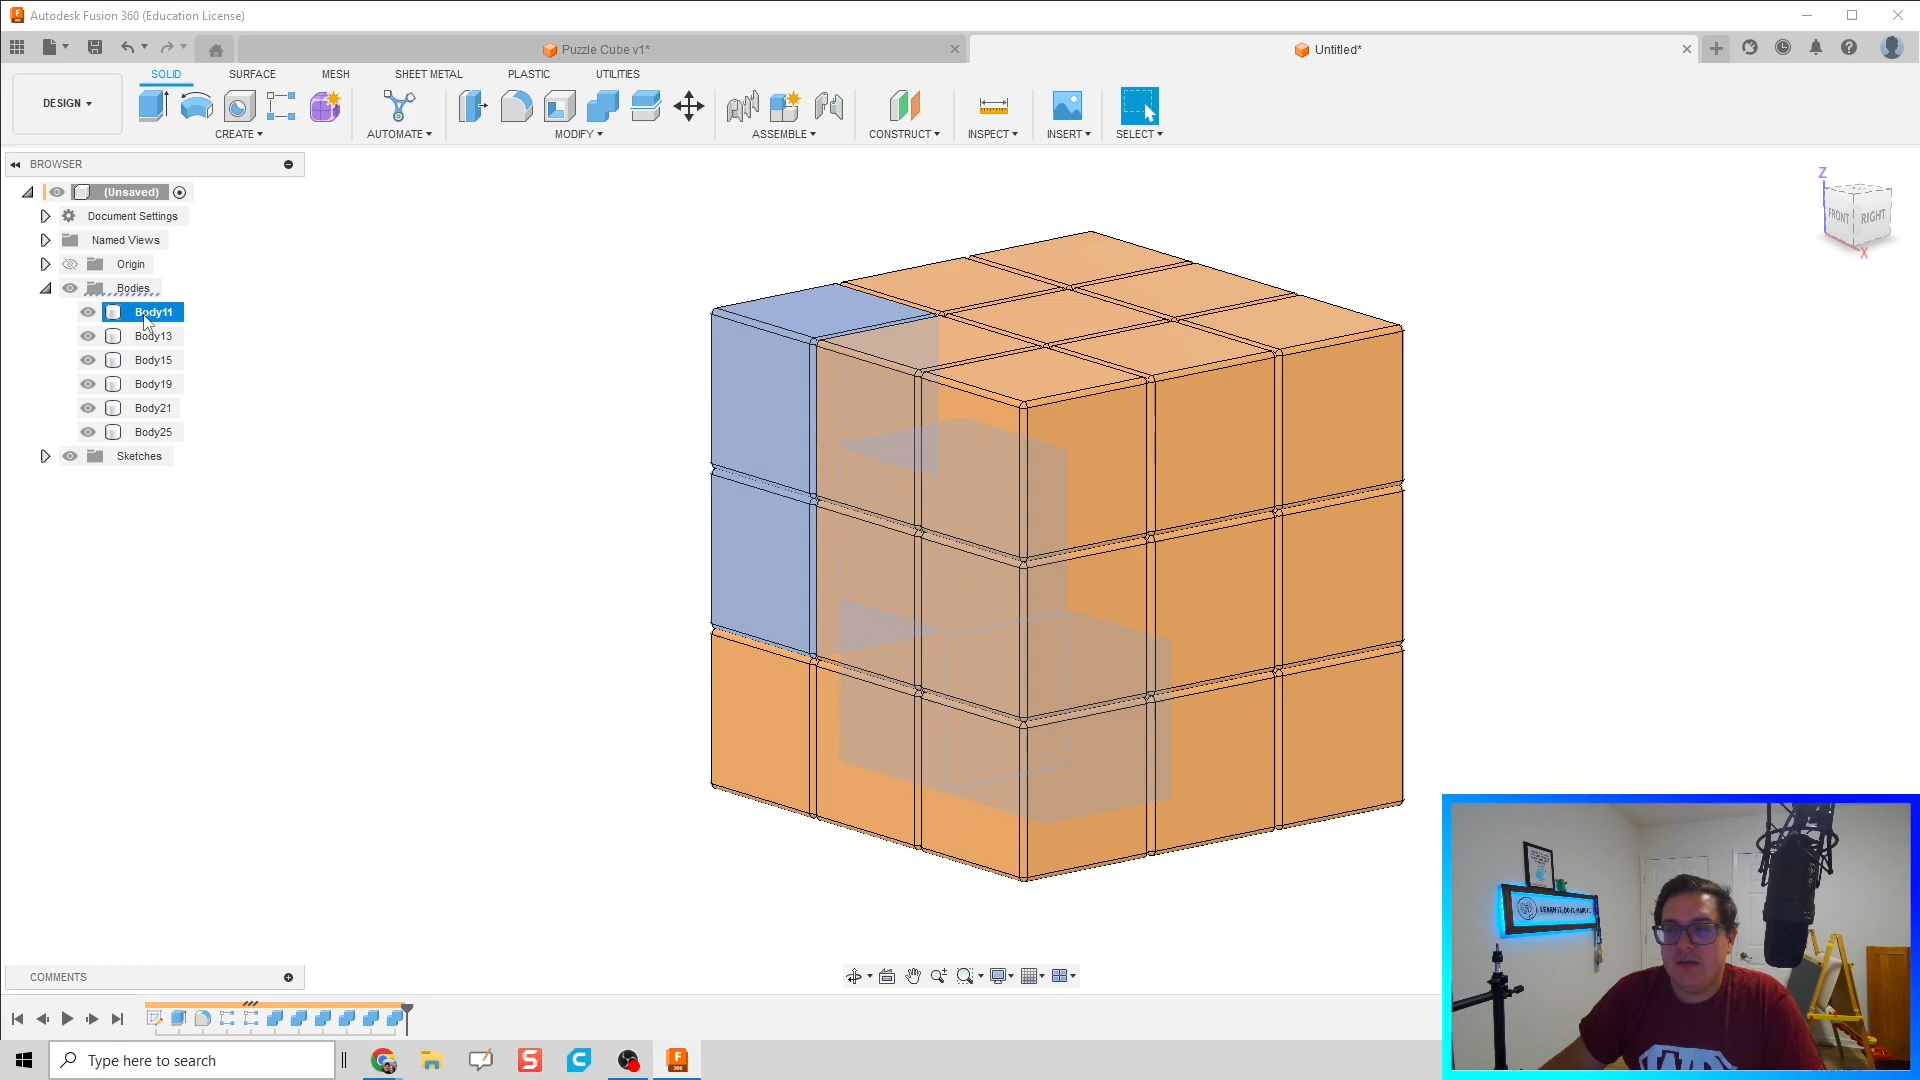 Autodesk Fusion 360 (Education License)
Puzzle Cube v1*
Untitled*
DESIGN
SOLID
SURFACE
MESH
SHEET METAL
PLASTIC
UTILITIES
CREATE
AUTOMATE
MODIFY
ASSEMBLE
CONSTRUCT
INSPECT
INSERT
SELECT
BROWSER
(Unsaved)
Document Settings
Named Views
Origin
Bodies
Body11
Body13
Body15
Body19
Body21
Body25
Sketches
Z
FRONT
RIGHT
X
COMMENTS
Type here to search